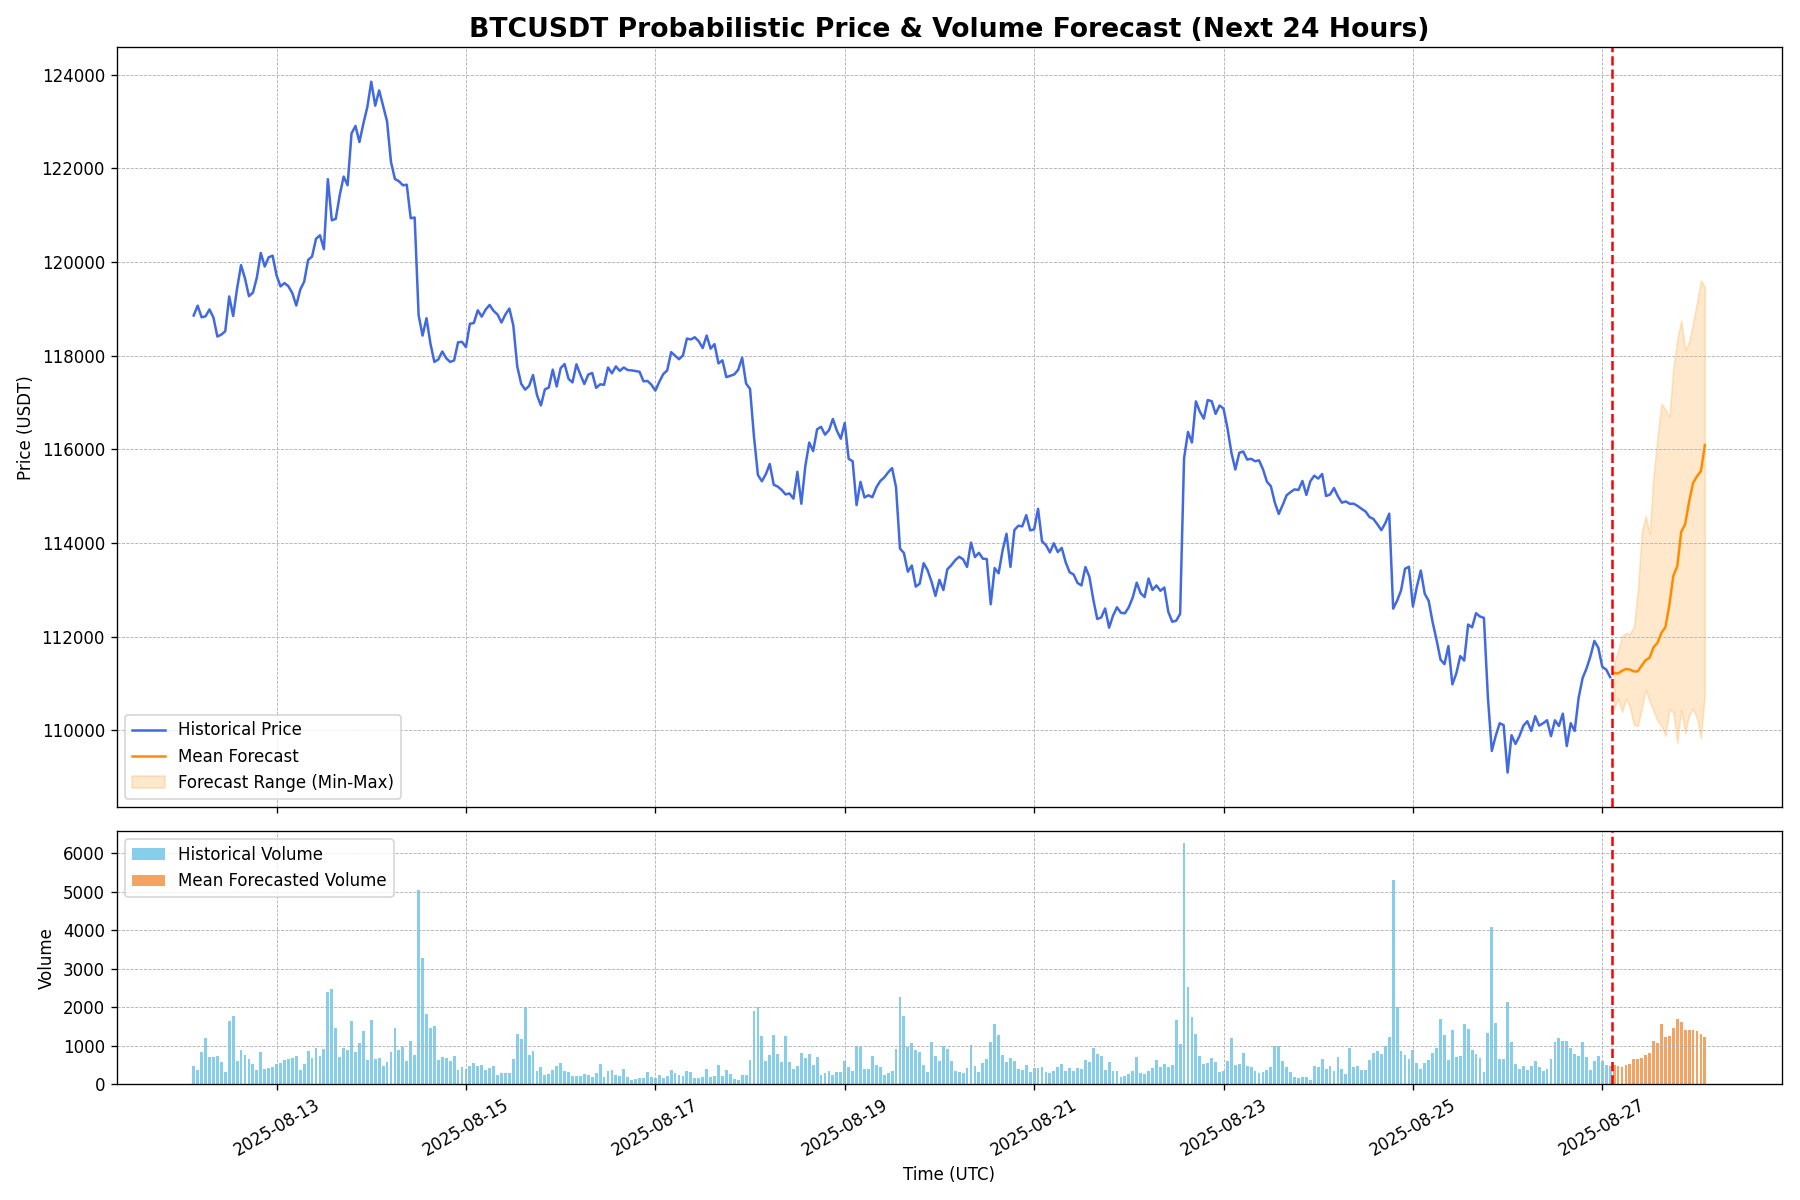 BTCUSDT Probabilistic Price & Volume Forecast (Next 24 Hours)
124000
122000
120000
118000
116000
114000
112000
110000
Price (USDT)
Historical Price
Mean Forecast
Forecast Range (Min-Max)
6000
5000
4000
3000
2000
1000
0
Volume
Historical Volume
Mean Forecasted Volume
2025-08-13
2025-08-15
2025-08-17
2025-08-19
2025-08-21
2025-08-23
2025-08-25
2025-08-27
Time (UTC)